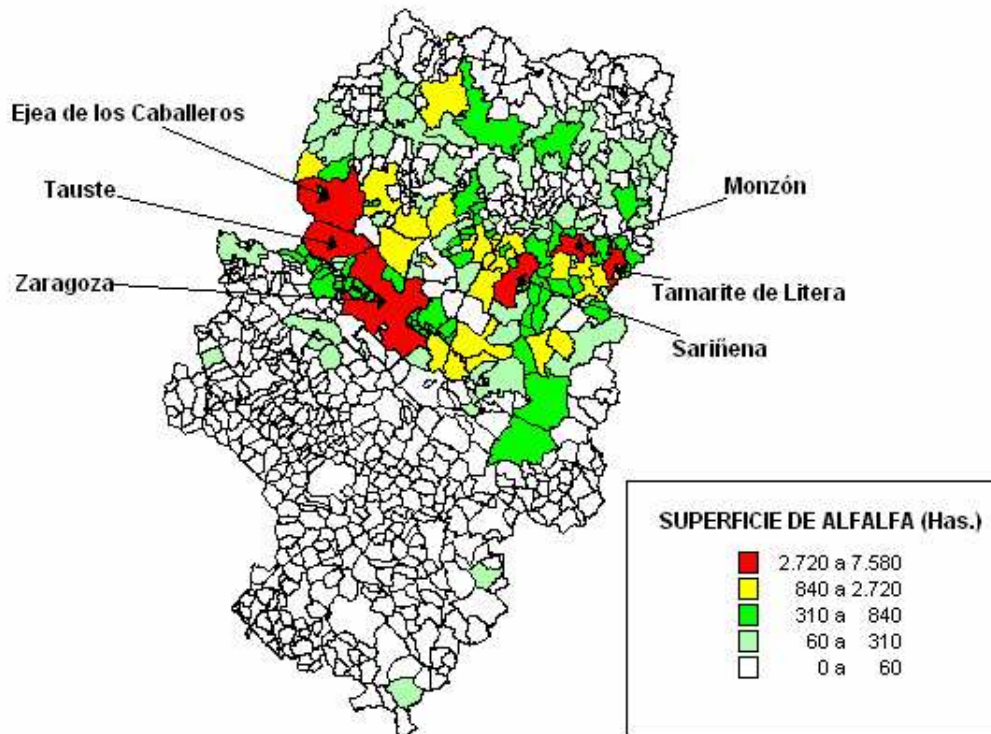 Ejea de los Caballeros
Tauste
Zaragoza
Monzón
Tamarite de Litera
Sariñena
SUPERFICIE DE ALFALFA (Has.)
2.720 a 7.580
840 a 2.720
310 a 840
60 a 310
0 a 60